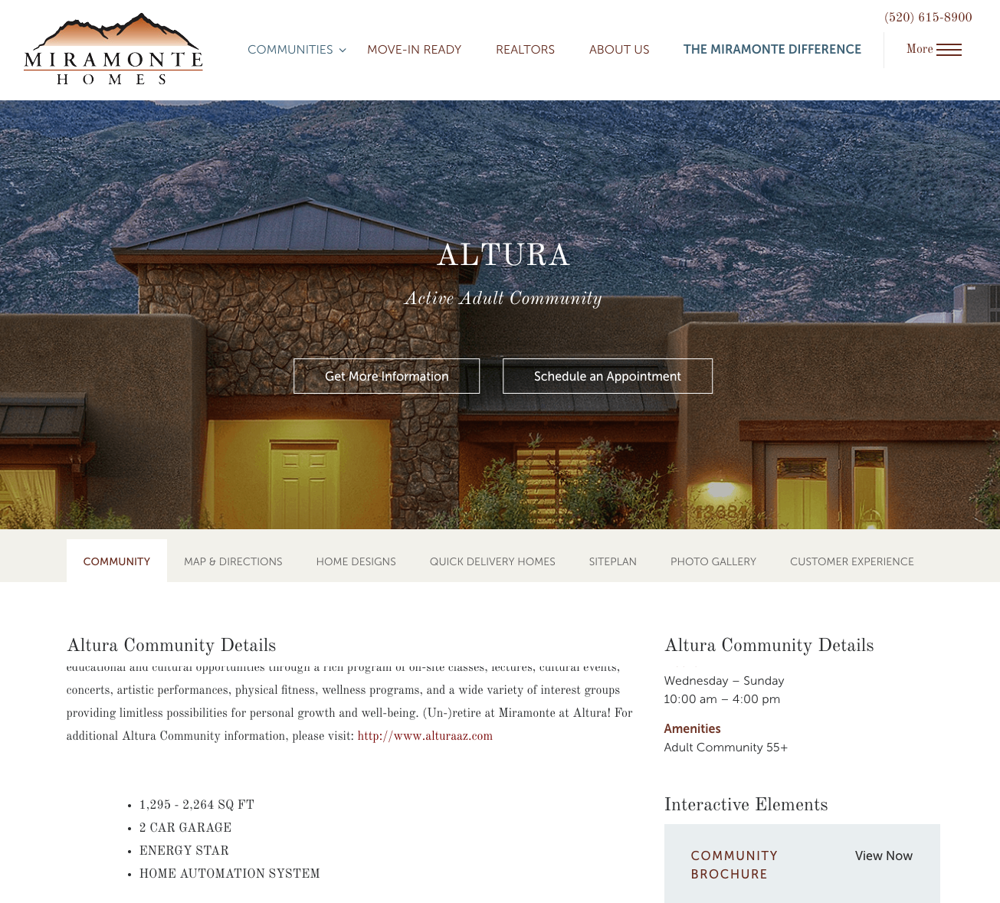 (520) 615-8900
MIRAMONTE
HOMES
COMMUNITIES
MOVE-IN READY
REALTORS
ABOUT US
THE MIRAMONTE DIFFERENCE
More
ALTURA
Active Adult Community
Get More Information
Schedule an Appointment
13681
COMMUNITY
MAP & DIRECTIONS
HOME DESIGNS
QUICK DELIVERY HOMES
SITEPLAN
PHOTO GALLERY
CUSTOMER EXPERIENCE
Altura Community Details
educational and cultural opportunities through a rich program of on-site classes, lectures, cultural events,
concerts, artistic performances, physical fitness, wellness programs, and a wide variety of interest groups
providing limitless possibilities for personal growth and well-being. (Un-)retire at Miramonte at Altura! For
additional Altura Community information, please visit: http://www.alturaaz.com
• 1,295 - 2,264 SQ FT
• 2 CAR GARAGE
• ENERGY STAR
• HOME AUTOMATION SYSTEM
Altura Community Details
Wednesday – Sunday
10:00 am – 4:00 pm
Amenities
Adult Community 55+
Interactive Elements
COMMUNITY
BROCHURE
View Now